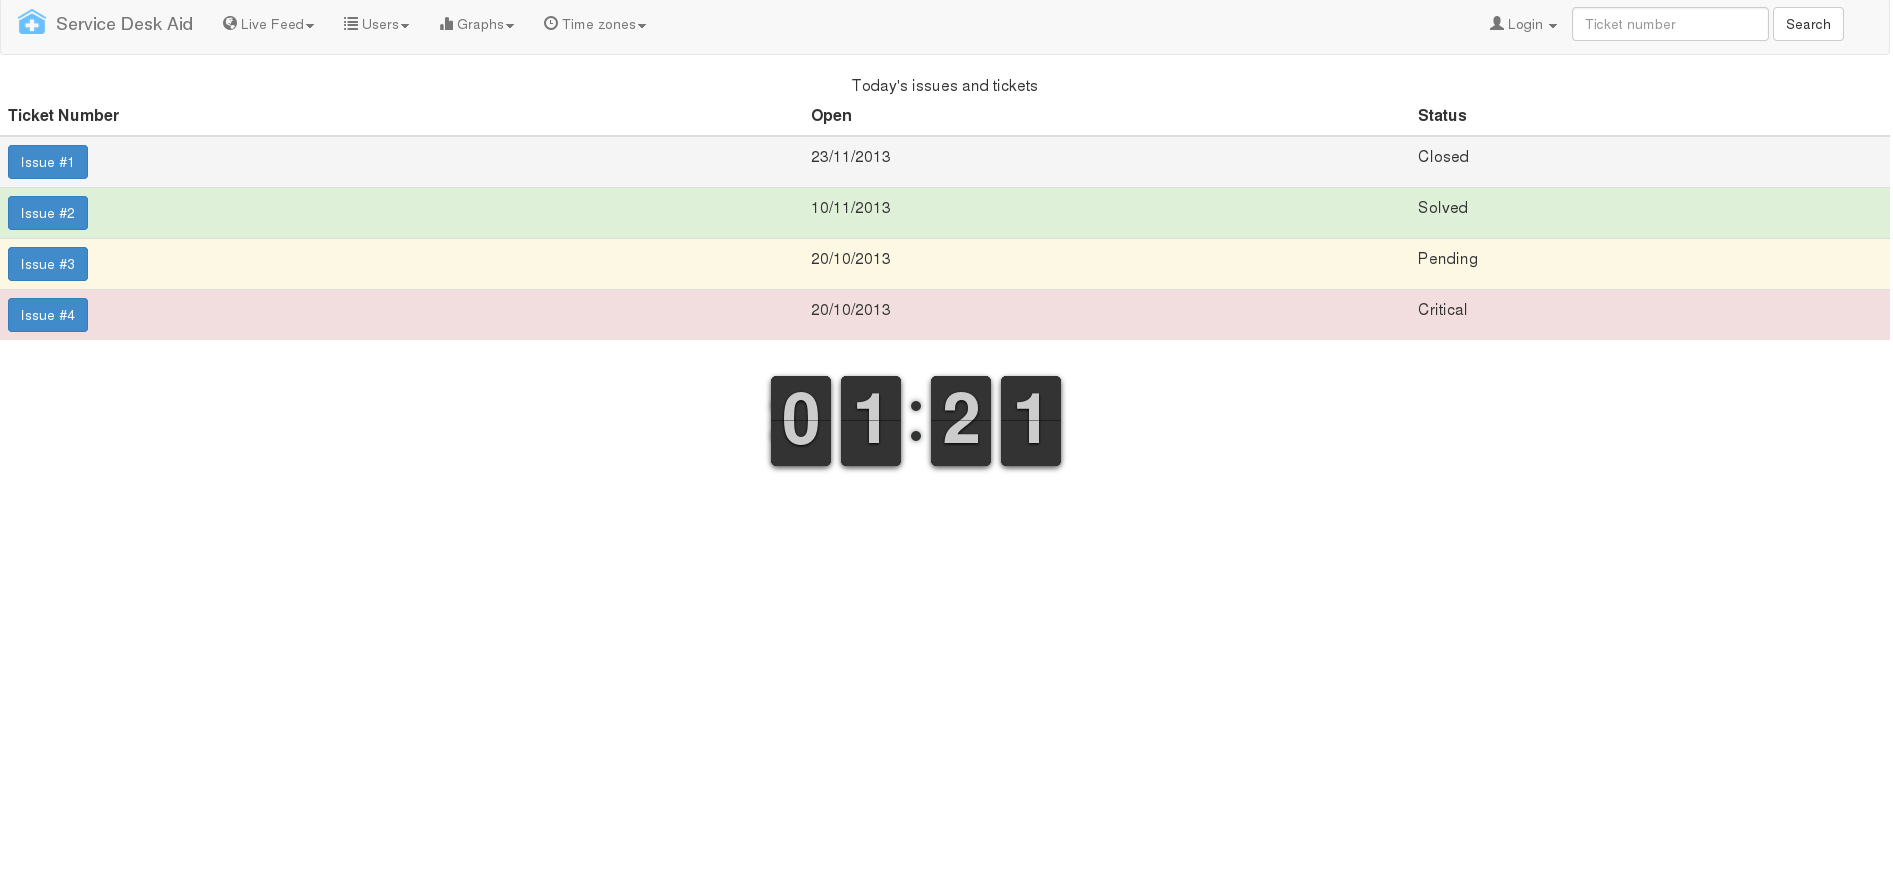 Service Desk Aid Live Feed Users Graphs Time zones Login Ticket number Search
Today's issues and tickets
Ticket Number Open Status
Issue #1 23/11/2013 Closed
Issue #2 10/11/2013 Solved
Issue #3 20/10/2013 Pending
Issue #4 20/10/2013 Critical
01:21